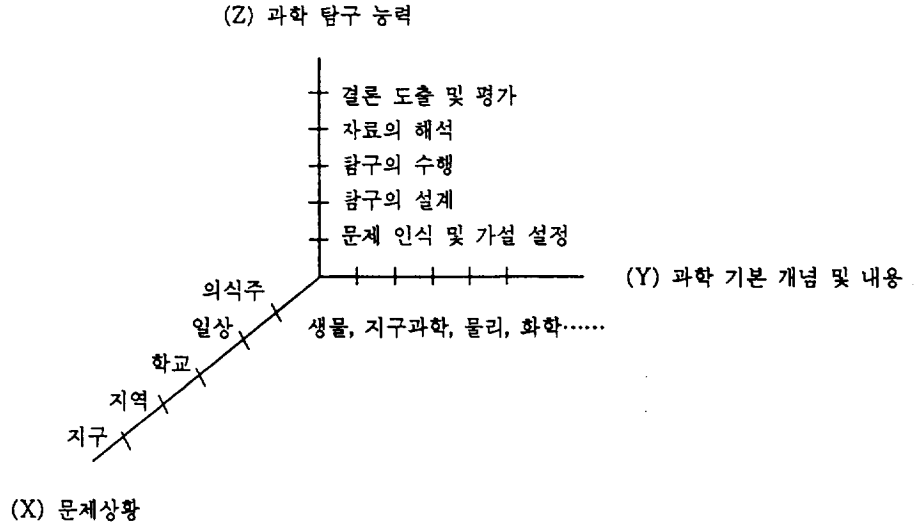 (Z) 과학 탐구 능력
결론 도출 및 평가
자료의 해석
탐구의 수행
탐구의 설계
문제 인식 및 가설 설정
(Y) 과학 기본 개념 및 내용
생물, 지구과학, 물리, 화학……
의식주
일상
학교
지역
지구
(X) 문제상황